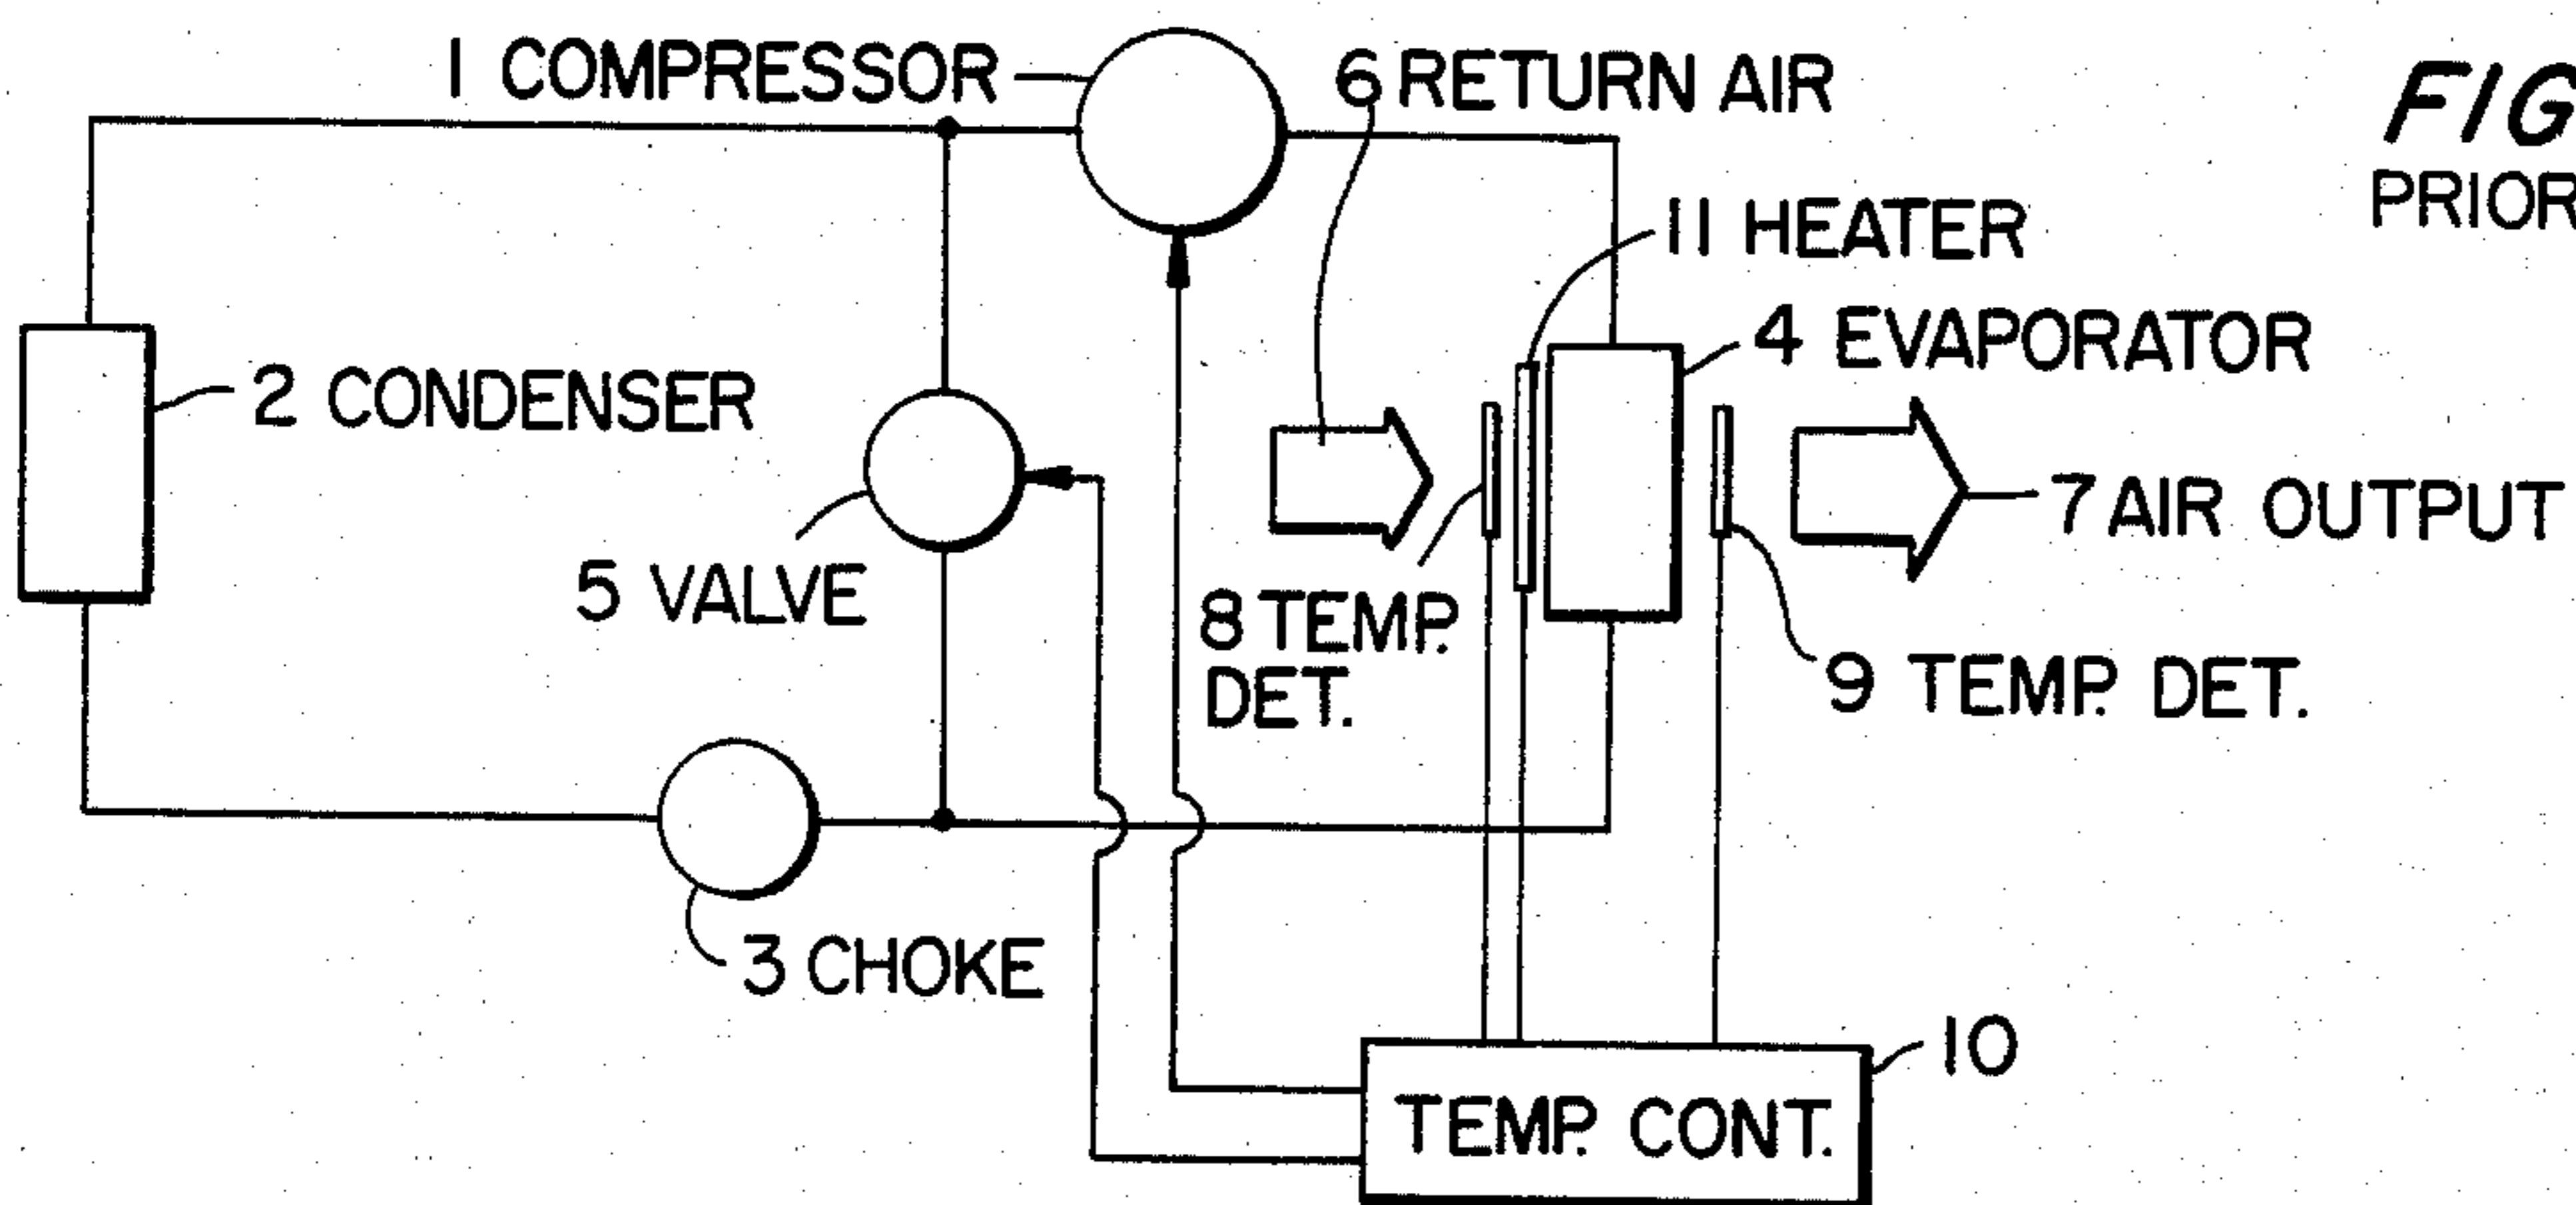 1 COMPRESSOR
6 RETURN AIR
FIG
PRIOR
11 HEATER
4 EVAPORATOR
2 CONDENSER
7 AIR OUTPUT
5 VALVE
8 TEMP.
DET.
9 TEMP. DET.
3 CHOKE
10
TEMP. CONT.